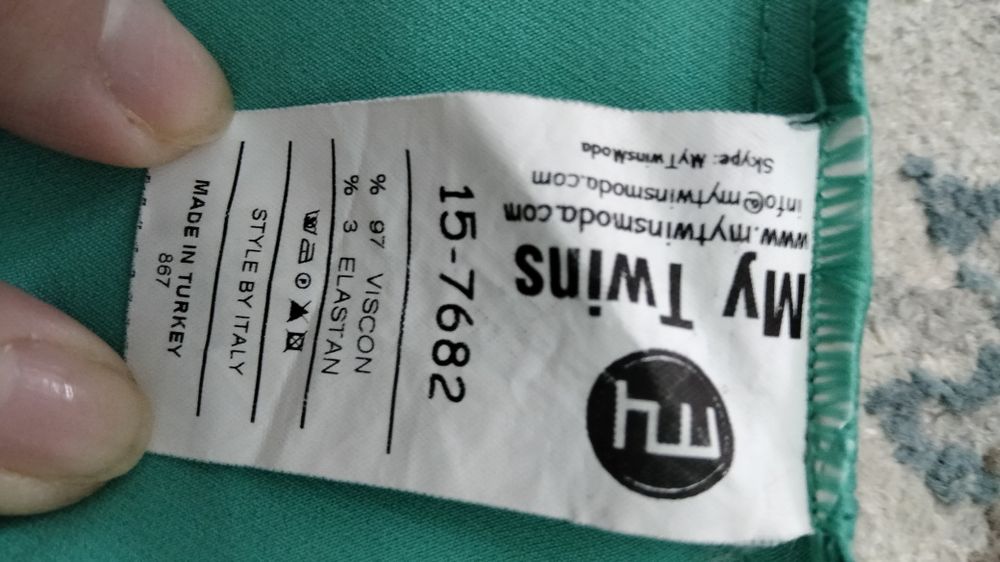 my
My Twins
www.mytwinsmoda.com
info@mytwinsmoda.com
Skype: MyTwinsModa
15-7682
% 97 VISCON
% 3 ELASTAN
STYLE BY ITALY
MADE IN TURKEY
867